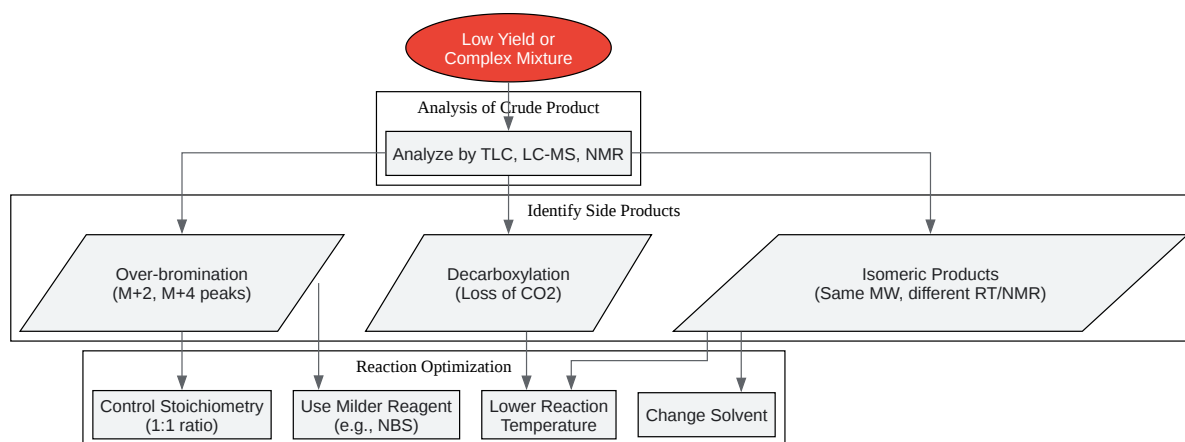 Low Yield or
Complex Mixture
Analysis of Crude Product
Analyze by TLC, LC-MS, NMR
Identify Side Products
Over-bromination
(M+2, M+4 peaks)
Decarboxylation
(Loss of CO2)
Isomeric Products
(Same MW, different RT/NMR)
Reaction Optimization
Control Stoichiometry
(1:1 ratio)
Use Milder Reagent
(e.g., NBS)
Lower Reaction
Temperature
Change Solvent